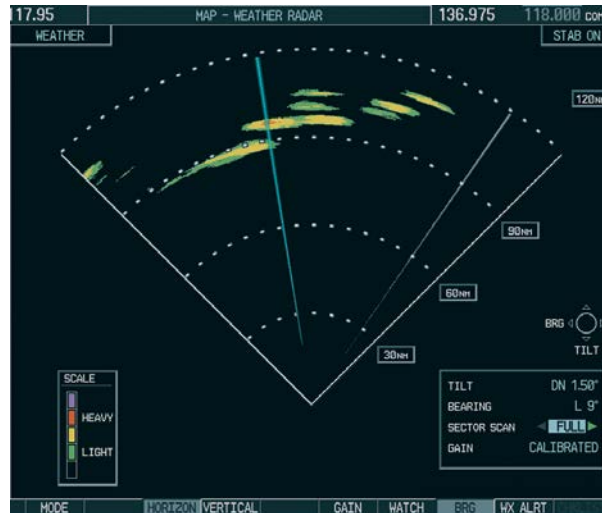 17.95 MAP - WEATHER RADAR 136.975 118.000 COM
WEATHER STAB ON
120N
90NM
60NM
30NM
BRG
TILT
SCALE
HEAVY
LIGHT
TILT DN 1.50°
BEARING L 9°
SECTOR SCAN FULL
GAIN CALIBRATED
MODE HORIZON VERTICAL GAIN WATCH BRG WX ALRT